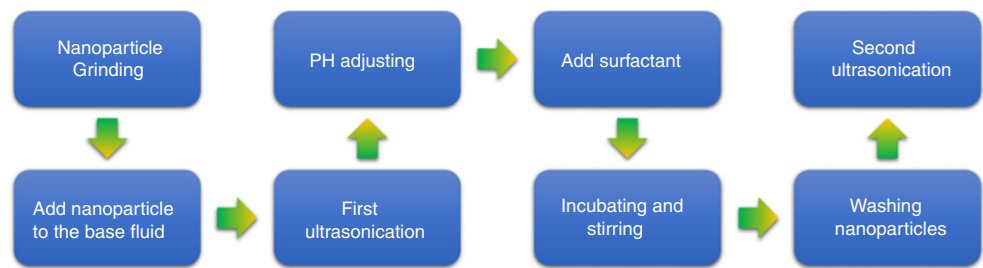 Nanoparticle
Grinding
Add nanoparticle
to the base fluid
First
ultrasonication
PH adjusting
Add surfactant
Incubating and
stirring
Washing
nanoparticles
Second
ultrasonication